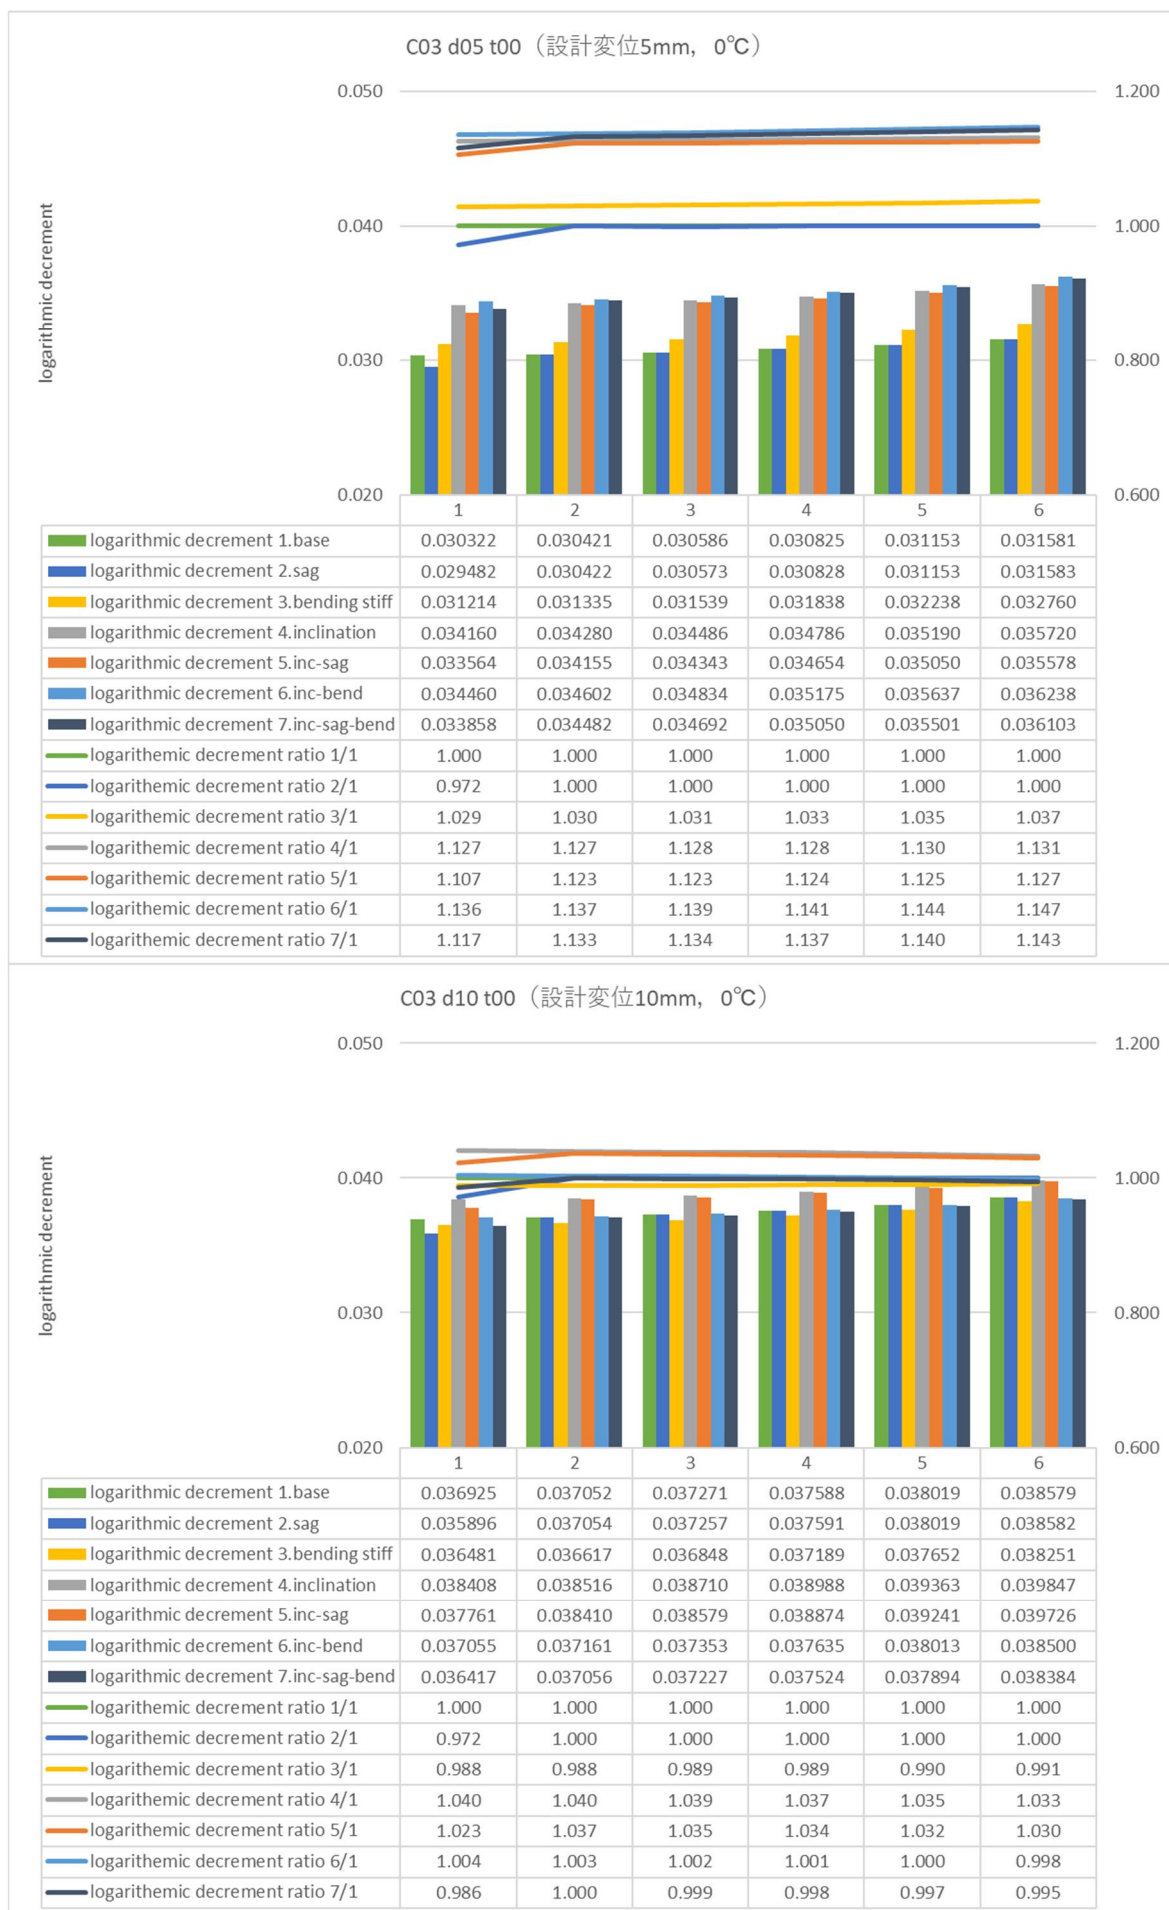 C03 d05 t00（設計変位5mm，0℃）
0.050 1.200
0.040 1.000
0.030 0.800
0.020 0.600
logarithmic decrement
1 2 3 4 5 6
logarithmic decrement 1.base 0.030322 0.030421 0.030586 0.030825 0.031153 0.031581
logarithmic decrement 2.sag 0.029482 0.030422 0.030573 0.030828 0.031153 0.031583
logarithmic decrement 3.bending stiff 0.031214 0.031335 0.031539 0.031838 0.032238 0.032760
logarithmic decrement 4.inclination 0.034160 0.034280 0.034486 0.034786 0.035190 0.035720
logarithmic decrement 5.inc-sag 0.033564 0.034155 0.034343 0.034654 0.035050 0.035578
logarithmic decrement 6.inc-bend 0.034460 0.034602 0.034834 0.035175 0.035637 0.036238
logarithmic decrement 7.inc-sag-bend 0.033858 0.034482 0.034692 0.035050 0.035501 0.036103
logarithemic decrement ratio 1/1 1.000 1.000 1.000 1.000 1.000 1.000
logarithemic decrement ratio 2/1 0.972 1.000 1.000 1.000 1.000 1.000
logarithemic decrement ratio 3/1 1.029 1.030 1.031 1.033 1.035 1.037
logarithemic decrement ratio 4/1 1.127 1.127 1.128 1.128 1.130 1.131
logarithemic decrement ratio 5/1 1.107 1.123 1.123 1.124 1.125 1.127
logarithemic decrement ratio 6/1 1.136 1.137 1.139 1.141 1.144 1.147
logarithemic decrement ratio 7/1 1.117 1.133 1.134 1.137 1.140 1.143
C03 d10 t00（設計変位10mm，0℃）
0.050 1.200
0.040 1.000
0.030 0.800
0.020 0.600
logarithmic decrement
1 2 3 4 5 6
logarithmic decrement 1.base 0.036925 0.037052 0.037271 0.037588 0.038019 0.038579
logarithmic decrement 2.sag 0.035896 0.037054 0.037257 0.037591 0.038019 0.038582
logarithmic decrement 3.bending stiff 0.036481 0.036617 0.036848 0.037189 0.037652 0.038251
logarithmic decrement 4.inclination 0.038408 0.038516 0.038710 0.038988 0.039363 0.039847
logarithmic decrement 5.inc-sag 0.037761 0.038410 0.038579 0.038874 0.039241 0.039726
logarithmic decrement 6.inc-bend 0.037055 0.037161 0.037353 0.037635 0.038013 0.038500
logarithmic decrement 7.inc-sag-bend 0.036417 0.037056 0.037227 0.037524 0.037894 0.038384
logarithemic decrement ratio 1/1 1.000 1.000 1.000 1.000 1.000 1.000
logarithemic decrement ratio 2/1 0.972 1.000 1.000 1.000 1.000 1.000
logarithemic decrement ratio 3/1 0.988 0.988 0.989 0.989 0.990 0.991
logarithemic decrement ratio 4/1 1.040 1.040 1.039 1.037 1.035 1.033
logarithemic decrement ratio 5/1 1.023 1.037 1.035 1.034 1.032 1.030
logarithemic decrement ratio 6/1 1.004 1.003 1.002 1.001 1.000 0.998
logarithemic decrement ratio 7/1 0.986 1.000 0.999 0.998 0.997 0.995